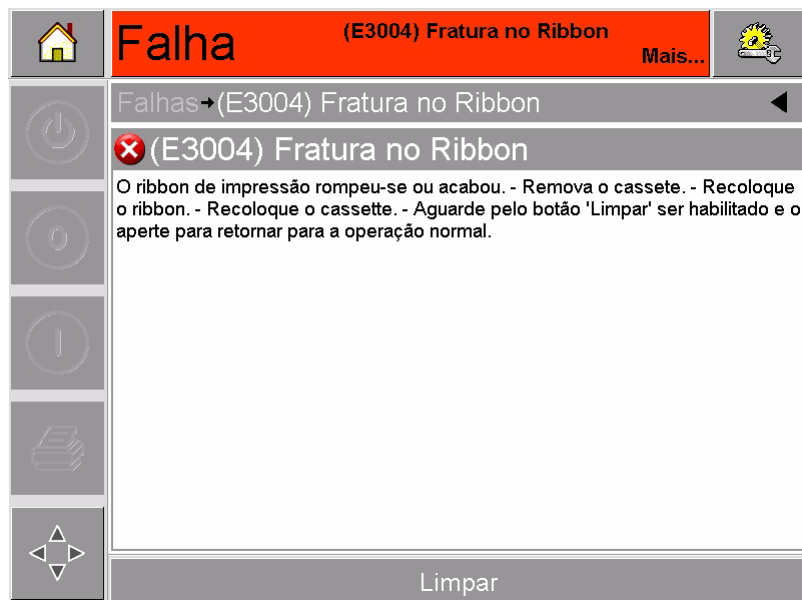 Falha
(E3004) Fratura no Ribbon
Mais...
Falhas→(E3004) Fratura no Ribbon
(E3004) Fratura no Ribbon
O ribbon de impressão rompeu-se ou acabou. - Remova o cassete. - Recoloque
o ribbon. - Recoloque o cassette. - Aguarde pelo botão 'Limpar' ser habilitado e o
aperte para retornar para a operação normal.
Limpar